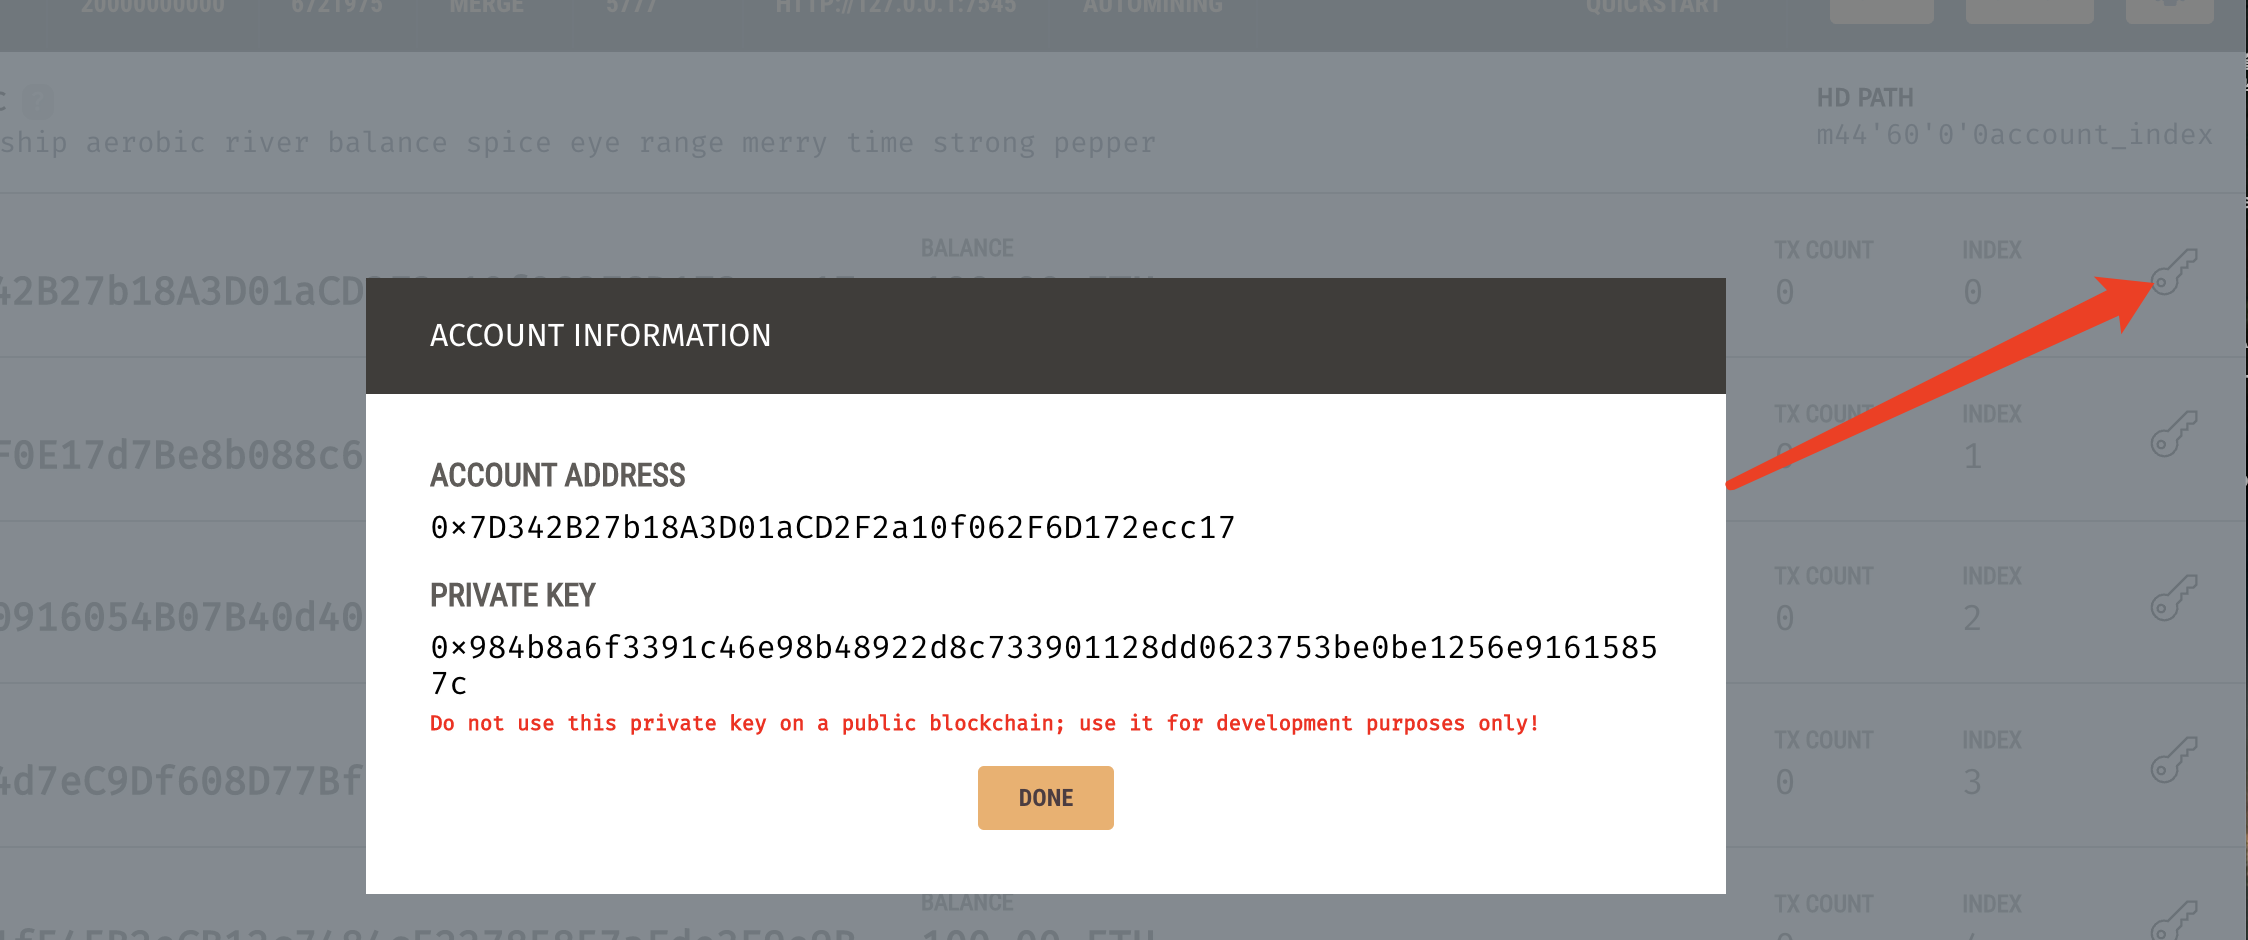 20000000000 6721975 MERGE 5777 HTTP://127.0.0.1:7545 AUTOMINING QUICKSTART
?
HD PATH
ship aerobic river balance spice eye range merry time strong pepper
m44'60'0'0account_index
BALANCE
TX COUNT INDEX
42B27b18A3D01aCD
0 0
ACCOUNT INFORMATION
TX COUNT INDEX
F0E17d7Be8b088c6
0 1
ACCOUNT ADDRESS
0×7D342B27b18A3D01aCD2F2a10f062F6D172ecc17
TX COUNT INDEX
0916054B07B40d40
0 2
PRIVATE KEY
0×984b8a6f3391c46e98b48922d8c733901128dd0623753be0be1256e9161585
7c
Do not use this private key on a public blockchain; use it for development purposes only!
TX COUNT INDEX
4d7eC9Df608D77Bf
0 3
DONE
BALANCE
TX COUNT INDEX
100.00 ETH